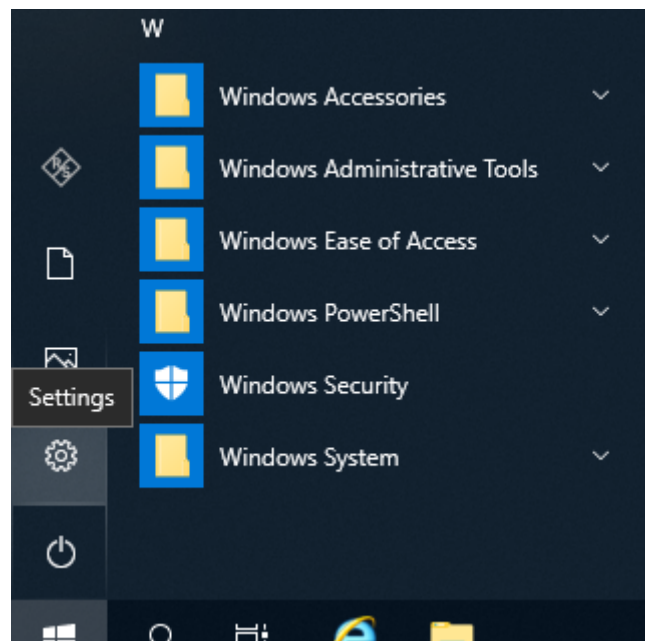 W
Windows Accessories
Windows Administrative Tools
R&S
Windows Ease of Access
Windows PowerShell
Windows Security
Settings
Windows System